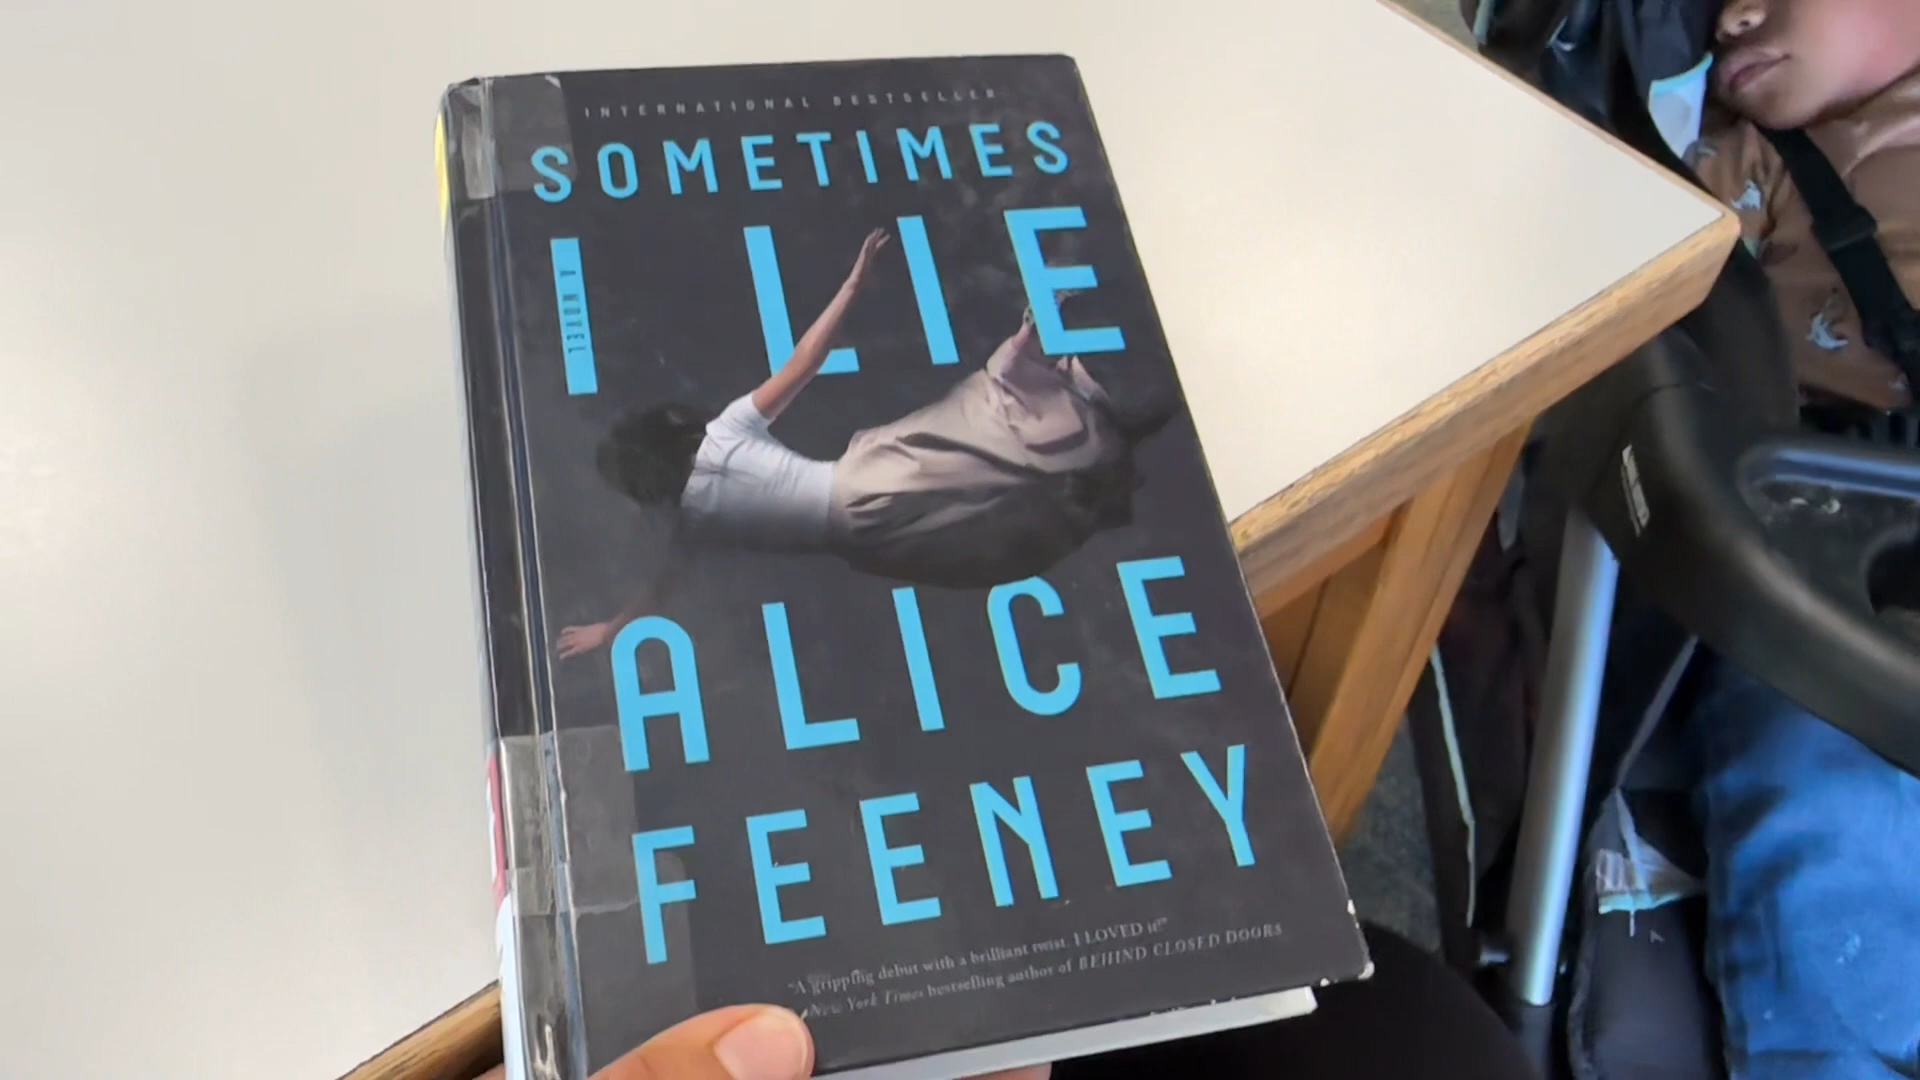 INTERNATIONAL BESTSELLER
SOMETIMES
I LIE
A NOVEL
ALICE
FEENEY
"A gripping debut with a brilliant twist. I LOVED it!"
New York Times bestselling author of BEHIND CLOSED DOORS